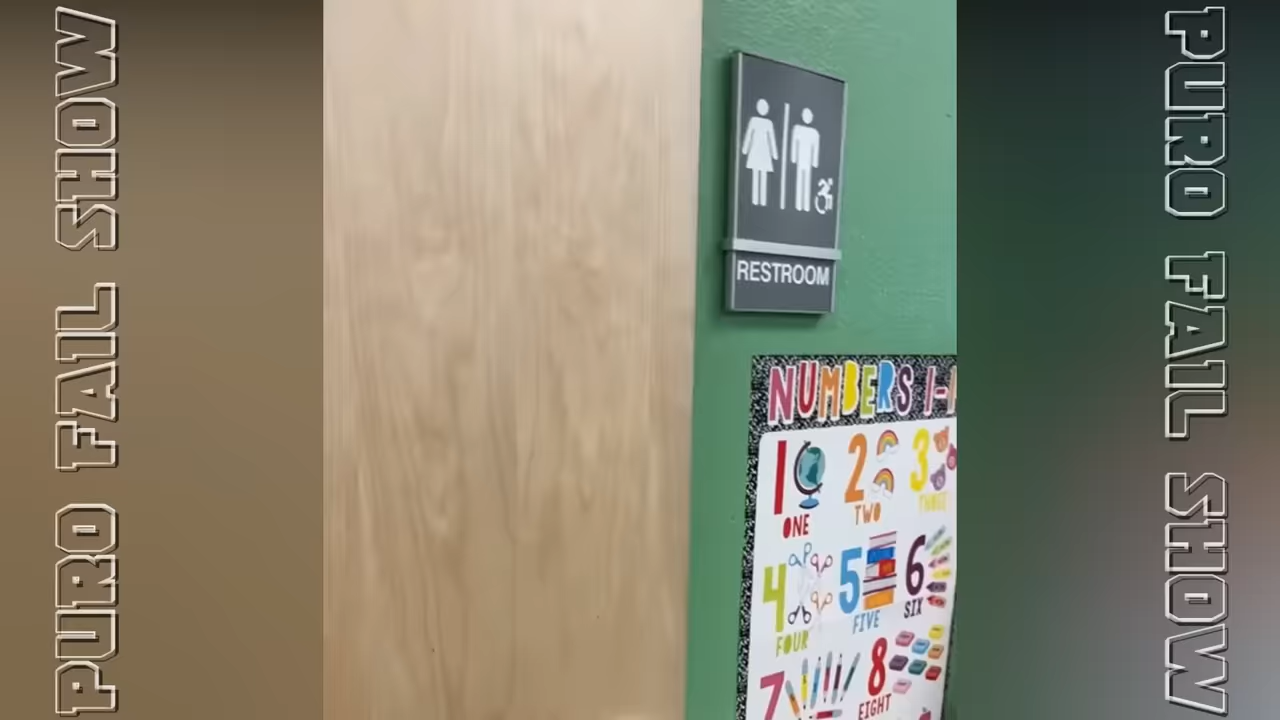 PURO FAIL SHOW
RESTROOM
NUMBERS 1-1
1 2 3
ONE TWO THREE
4 5 6
FOUR FIVE SIX
7 8
EIGHT
PURO FAIL SHOW